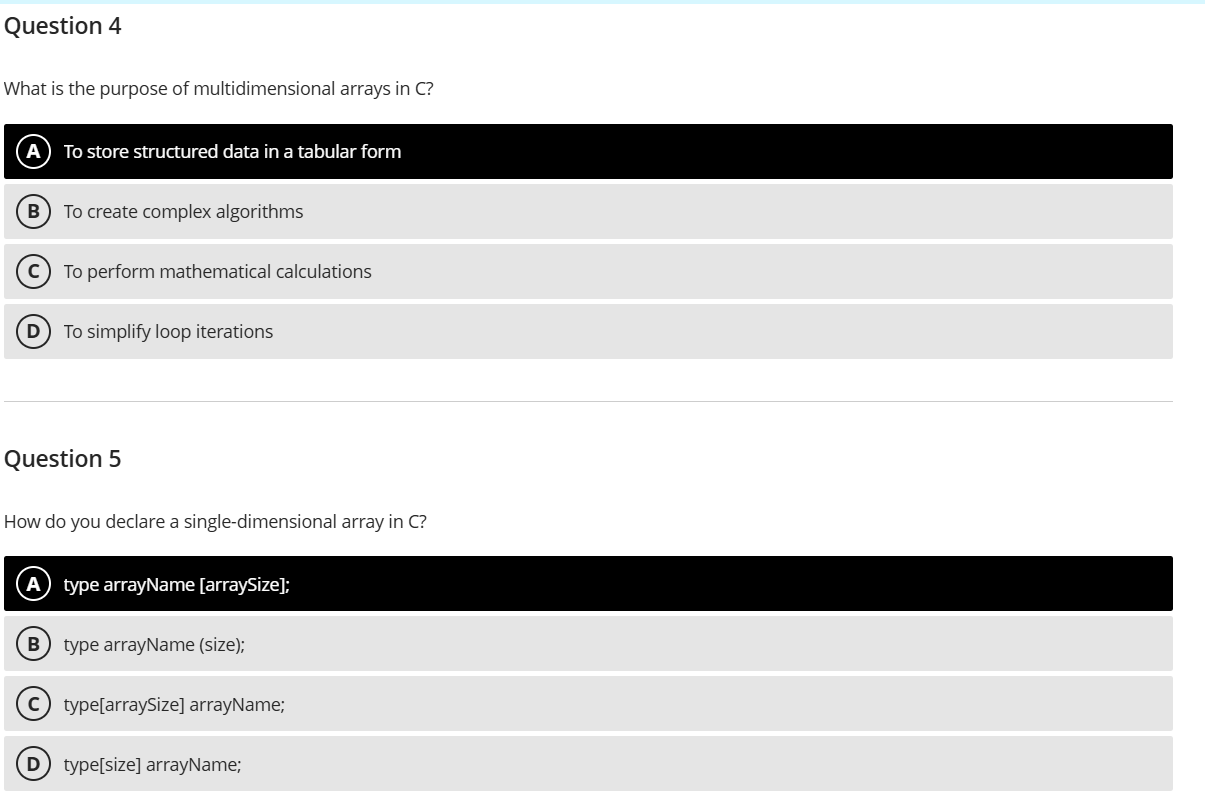 Question 4
What is the purpose of multidimensional arrays in C?
A To store structured data in a tabular form
B To create complex algorithms
C To perform mathematical calculations
D To simplify loop iterations
Question 5
How do you declare a single-dimensional array in C?
A type arrayName [arraySize];
B type arrayName (size);
C type[arraySize] arrayName;
D type[size] arrayName;